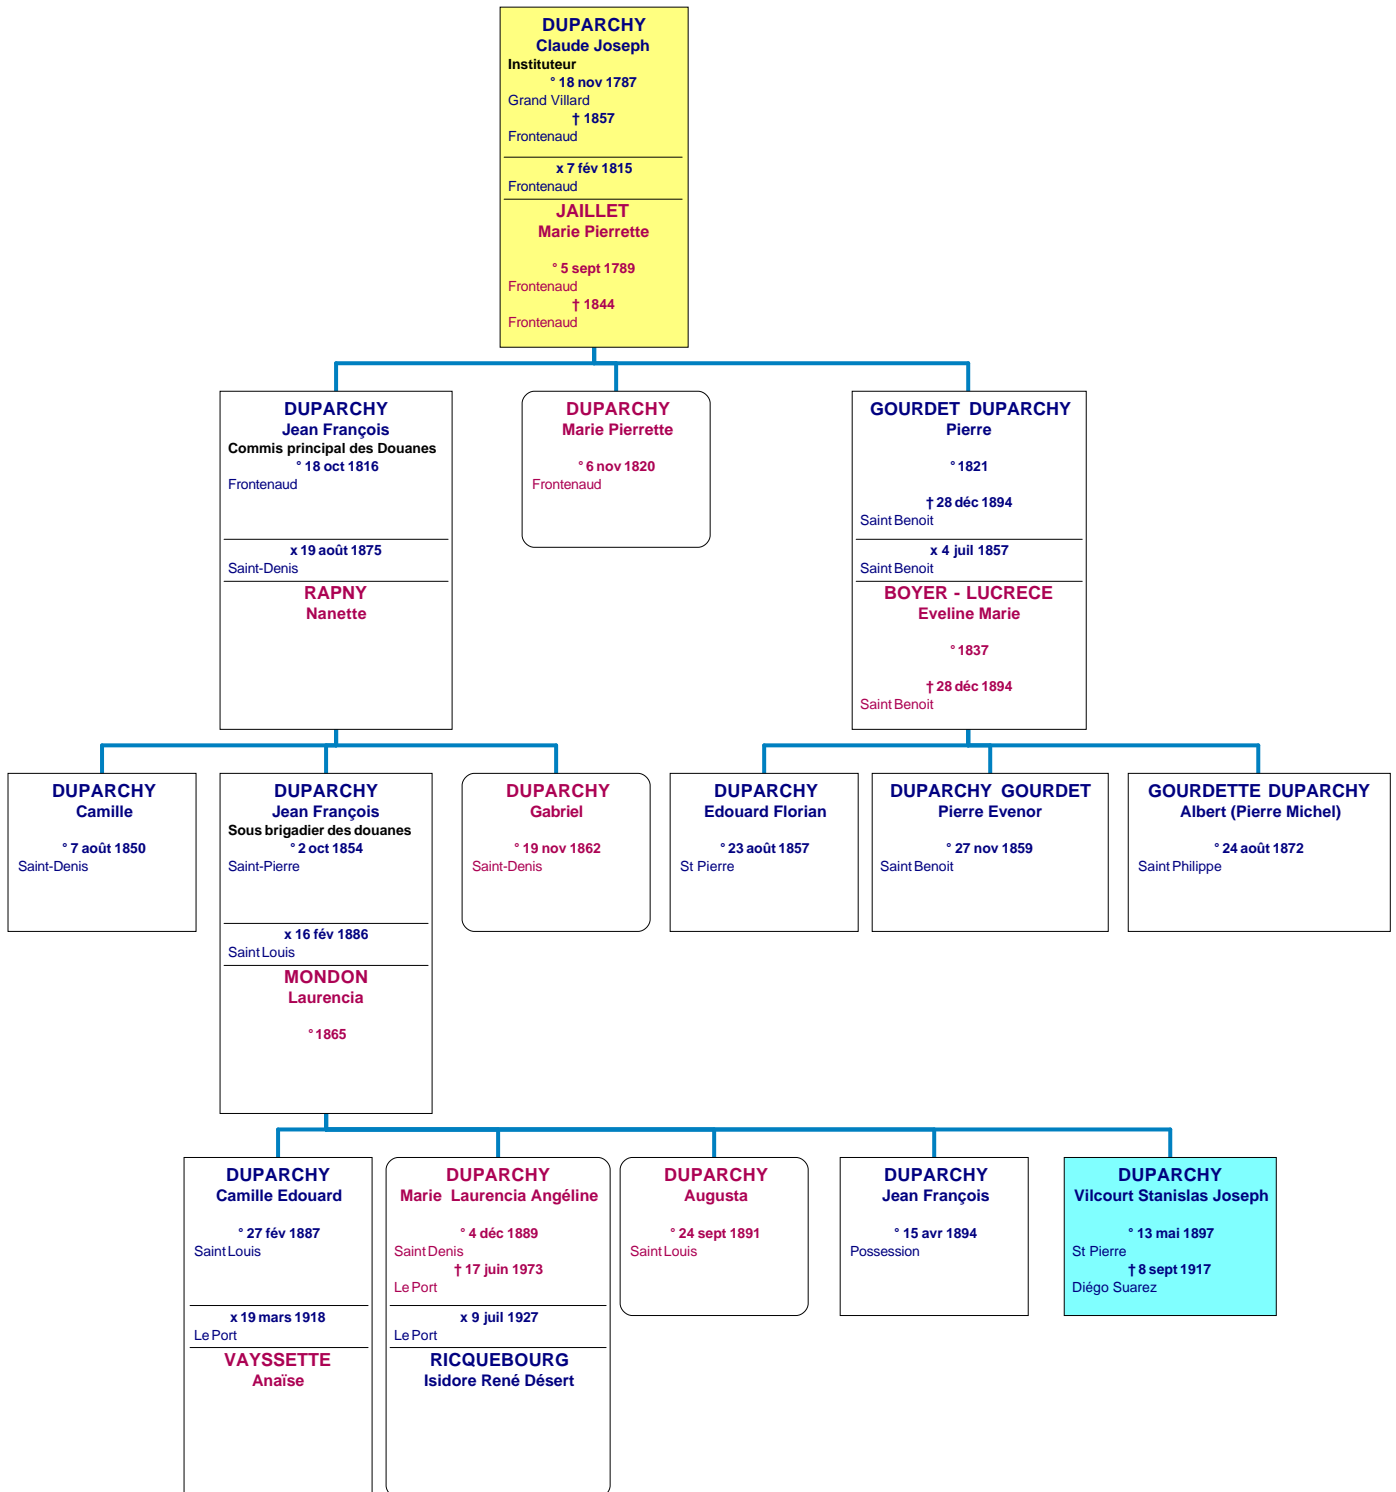 DUPARCHY
Claude Joseph
Instituteur
° 18 nov 1787
Grand Villard
† 1857
Frontenaud
x 7 fév 1815
Frontenaud
JAILLET
Marie Pierrette
° 5 sept 1789
Frontenaud
† 1844
Frontenaud
DUPARCHY
Jean François
Commis principal des Douanes
° 18 oct 1816
Frontenaud
x 19 août 1875
Saint-Denis
RAPNY
Nanette
DUPARCHY
Marie Pierrette
° 6 nov 1820
Frontenaud
GOURDET DUPARCHY
Pierre
° 1821
† 28 déc 1894
Saint Benoit
x 4 juil 1857
Saint Benoit
BOYER - LUCRECE
Eveline Marie
° 1837
† 28 déc 1894
Saint Benoit
DUPARCHY
Camille
° 7 août 1850
Saint-Denis
DUPARCHY
Jean François
Sous brigadier des douanes
° 2 oct 1854
Saint-Pierre
x 16 fév 1886
Saint Louis
MONDON
Laurencia
° 1865
DUPARCHY
Gabriel
° 19 nov 1862
Saint-Denis
DUPARCHY
Edouard Florian
° 23 août 1857
St Pierre
DUPARCHY GOURDET
Pierre Evenor
° 27 nov 1859
Saint Benoit
GOURDETTE DUPARCHY
Albert (Pierre Michel)
° 24 août 1872
Saint Philippe
DUPARCHY
Camille Edouard
° 27 fév 1887
Saint Louis
x 19 mars 1918
Le Port
VAYSSETTE
Anaïse
DUPARCHY
Marie Laurencia Angéline
° 4 déc 1889
Saint Denis
† 17 juin 1973
Le Port
x 9 juil 1927
Le Port
RICQUEBOURG
Isidore René Désert
DUPARCHY
Augusta
° 24 sept 1891
Saint Louis
DUPARCHY
Jean François
° 15 avr 1894
Possession
DUPARCHY
Vilcourt Stanislas Joseph
° 13 mai 1897
St Pierre
† 8 sept 1917
Diégo Suarez